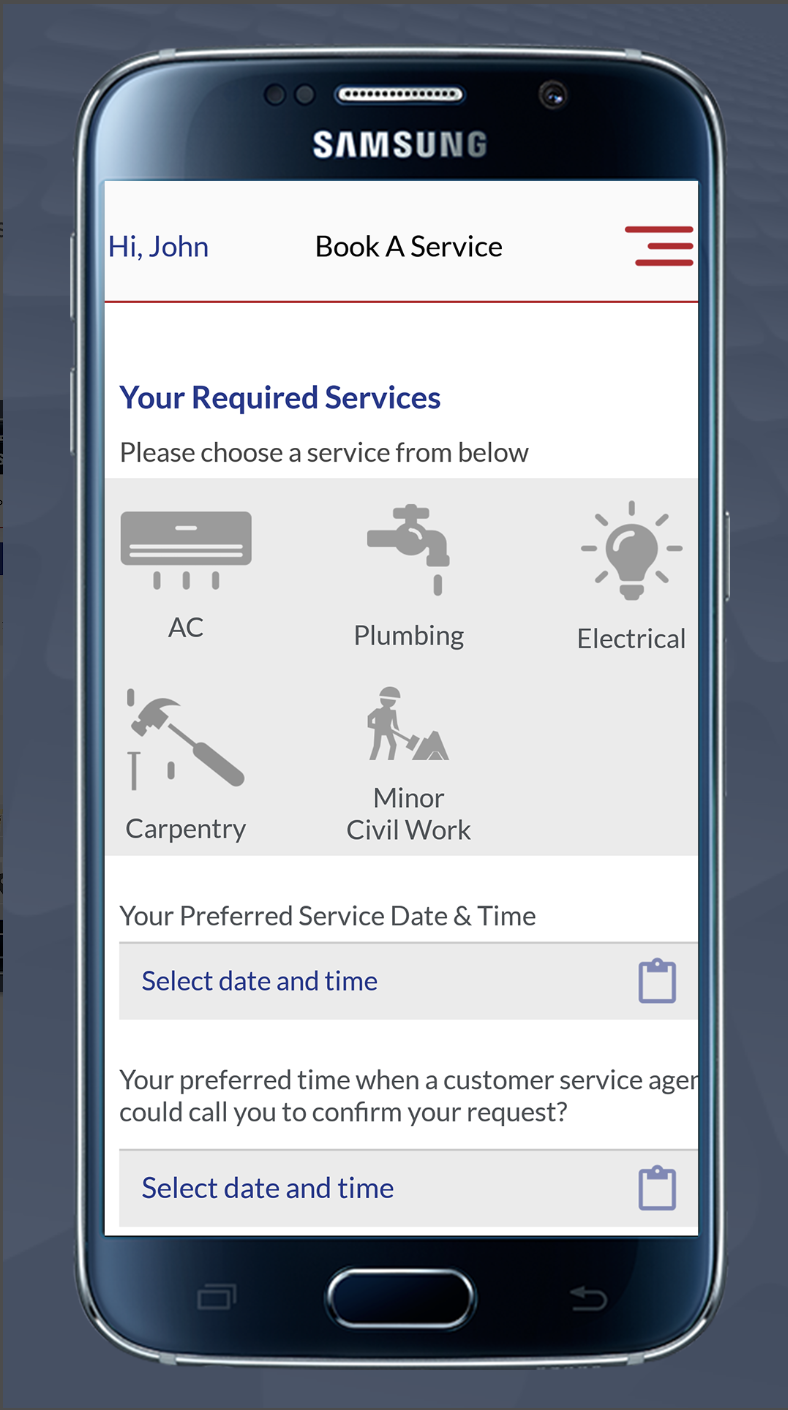 SAMSUNG
Hi, John
Book A Service
Your Required Services
Please choose a service from below
AC
Plumbing
Electrical
Carpentry
Minor
Civil Work
Your Preferred Service Date & Time
Select date and time
Your preferred time when a customer service ager
could call you to confirm your request?
Select date and time